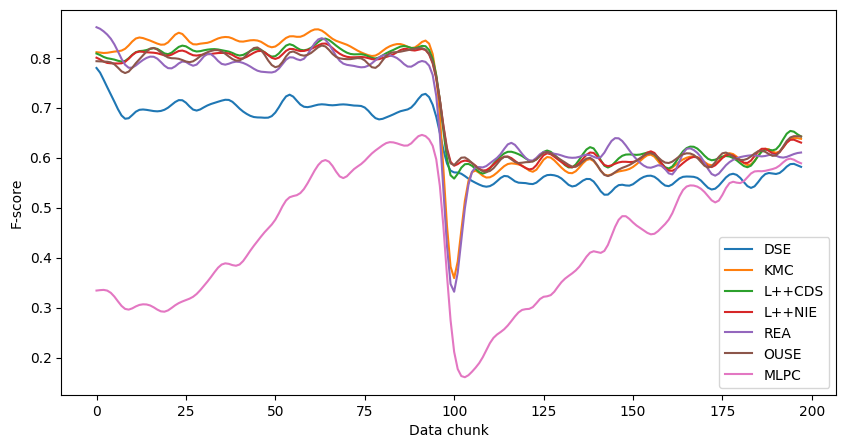 0.8
0.7
0.6
0.5
0.4
0.3
0.2
F-score
0
25
50
75
100
125
150
175
200
Data chunk
DSE
KMC
L++CDS
L++NIE
REA
OUSE
MLPC